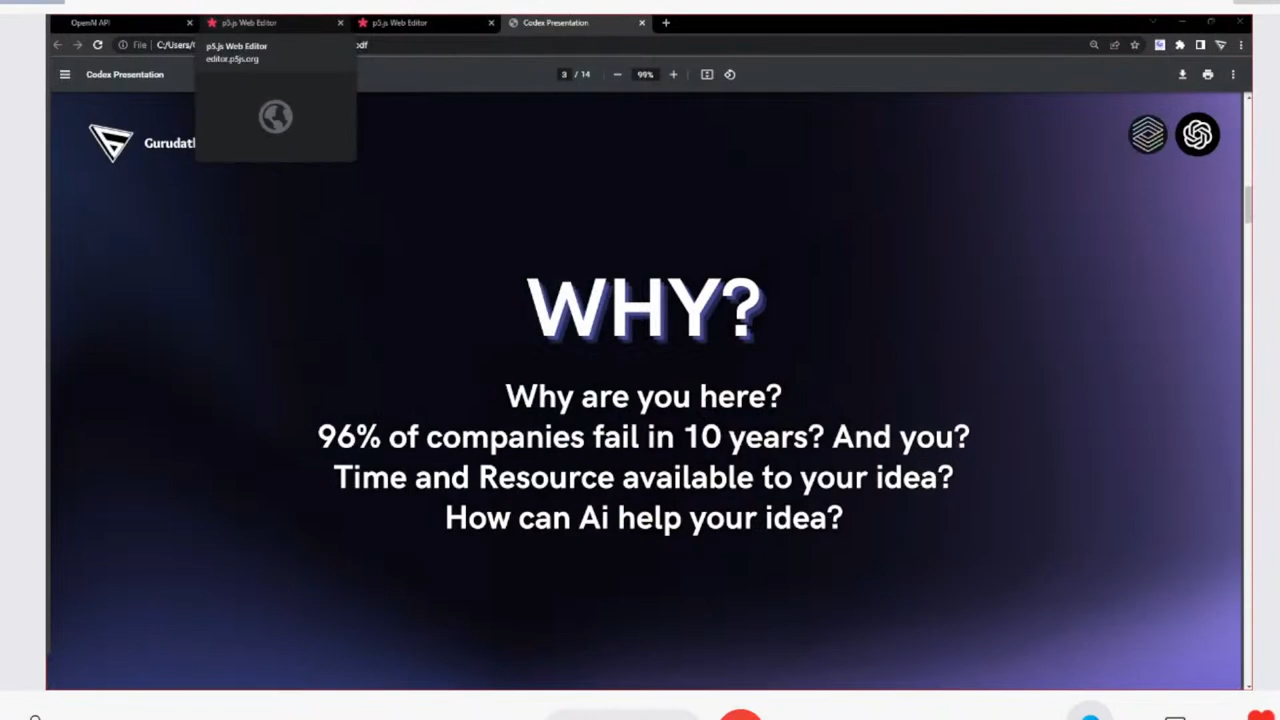 OpenAI API
p5.js Web Editor
p5.js Web Editor
Codex Presentation
File
C:/Users/
pdf
p5.js Web Editor
editor.p5js.org
Codex Presentation
3 / 14
99%
Gurudat
WHY?
Why are you here?
96% of companies fail in 10 years? And you?
Time and Resource available to your idea?
How can Ai help your idea?